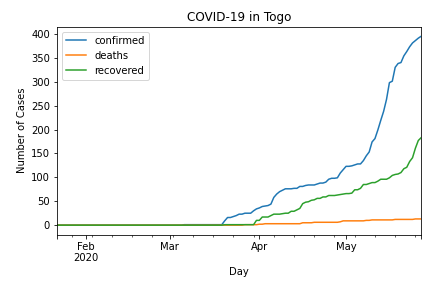 COVID-19 in Togo
confirmed
deaths
recovered
Number of Cases
400
350
300
250
200
150
100
50
0
Feb
2020
Mar
Apr
May
Day